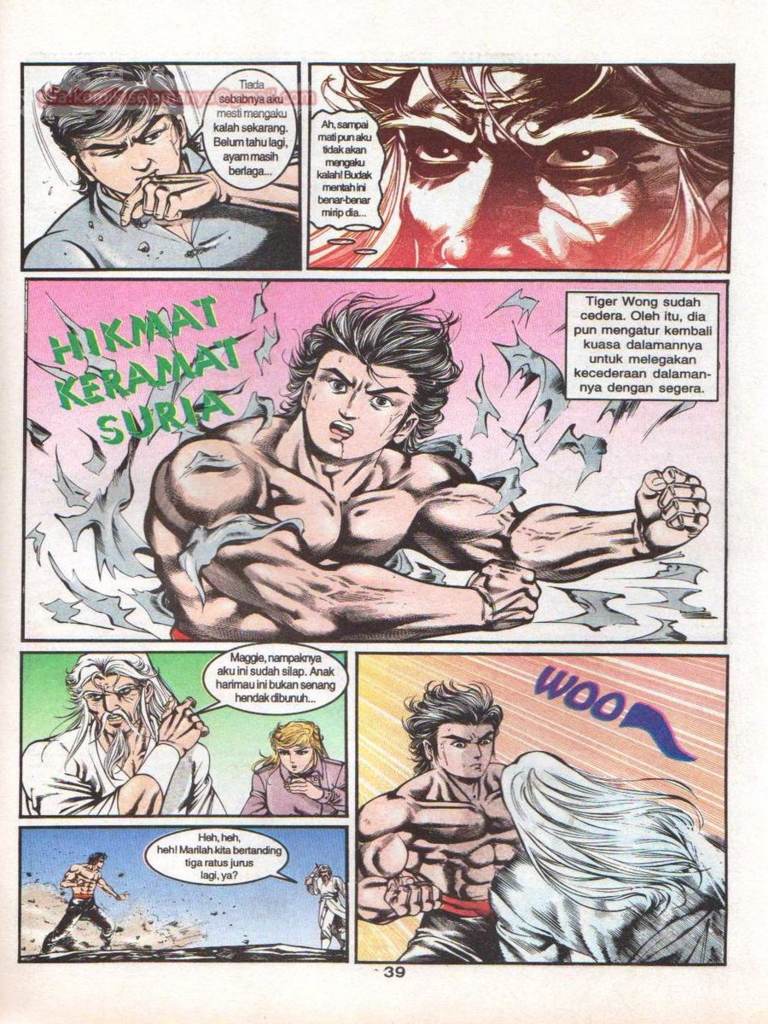 Tiada
sebabnya aku
mesti mengaku
kalah sekarang.
Belum tahu lagi,
ayam masih
berlaga...
Ah, sampai
mati pun aku
tidak akan
mengaku
kalah! Budak
mentah ini
benar-benar
mirip dia...
HIKMAT
KERAMAT
SURIA
Tiger Wong sudah
cedera. Oleh itu, dia
pun mengatur kembali
kuasa dalamannya
untuk melegakan
kecederaan dalaman-
nya dengan segera.
Maggie, nampaknya
aku ini sudah silap. Anak
harimau ini bukan senang
hendak dibunuh...
WOO
Heh, heh,
heh! Marilah kita bertanding
tiga ratus jurus
lagi, ya?
39